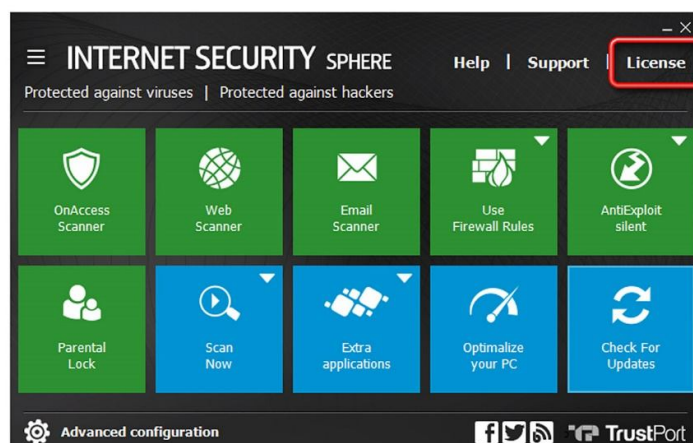 INTERNET SECURITY SPHERE
Help | Support | License
Protected against viruses | Protected against hackers
OnAccess
Scanner
Web
Scanner
Email
Scanner
Use
Firewall Rules
AntiExploit
silent
Parental
Lock
Scan
Now
Extra
applications
Optimalize
your PC
Check For
Updates
Advanced configuration
TrustPort